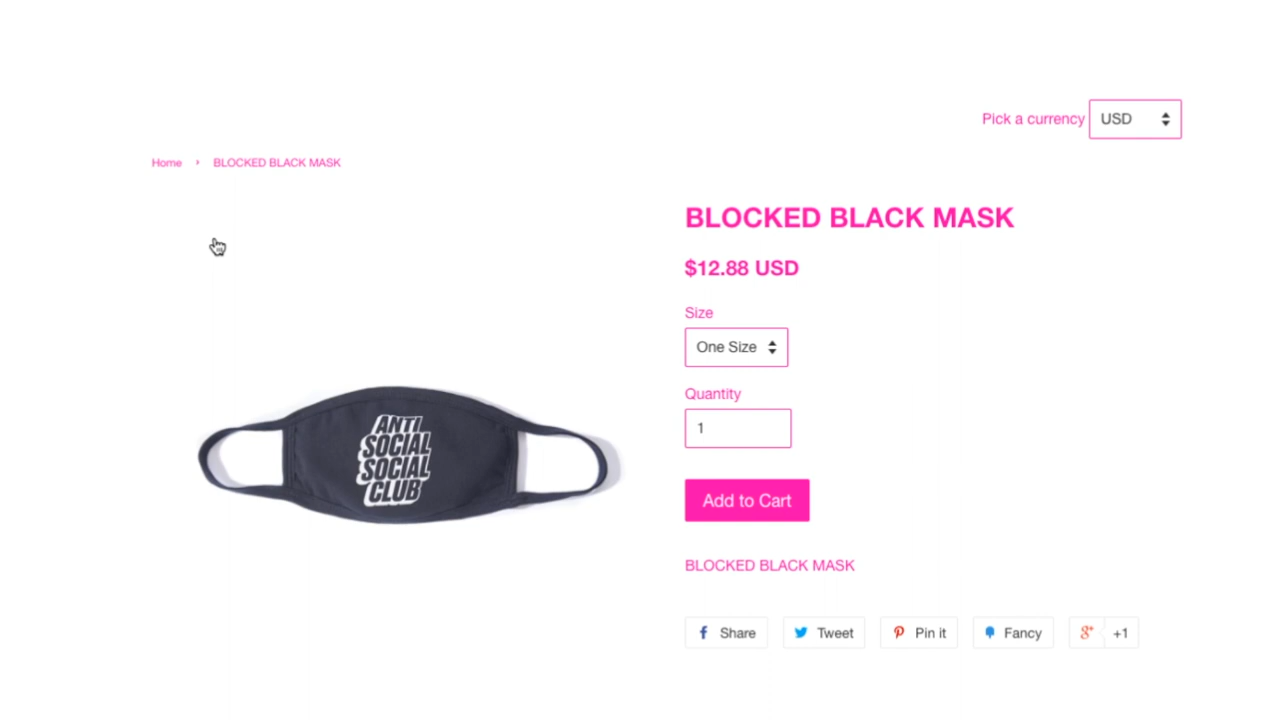 Pick a currency USD
Home › BLOCKED BLACK MASK
BLOCKED BLACK MASK
$12.88 USD
Size
One Size
Quantity
1
Add to Cart
BLOCKED BLACK MASK
Share Tweet Pin it Fancy g+ +1
ANTI
SOCIAL
SOCIAL
CLUB